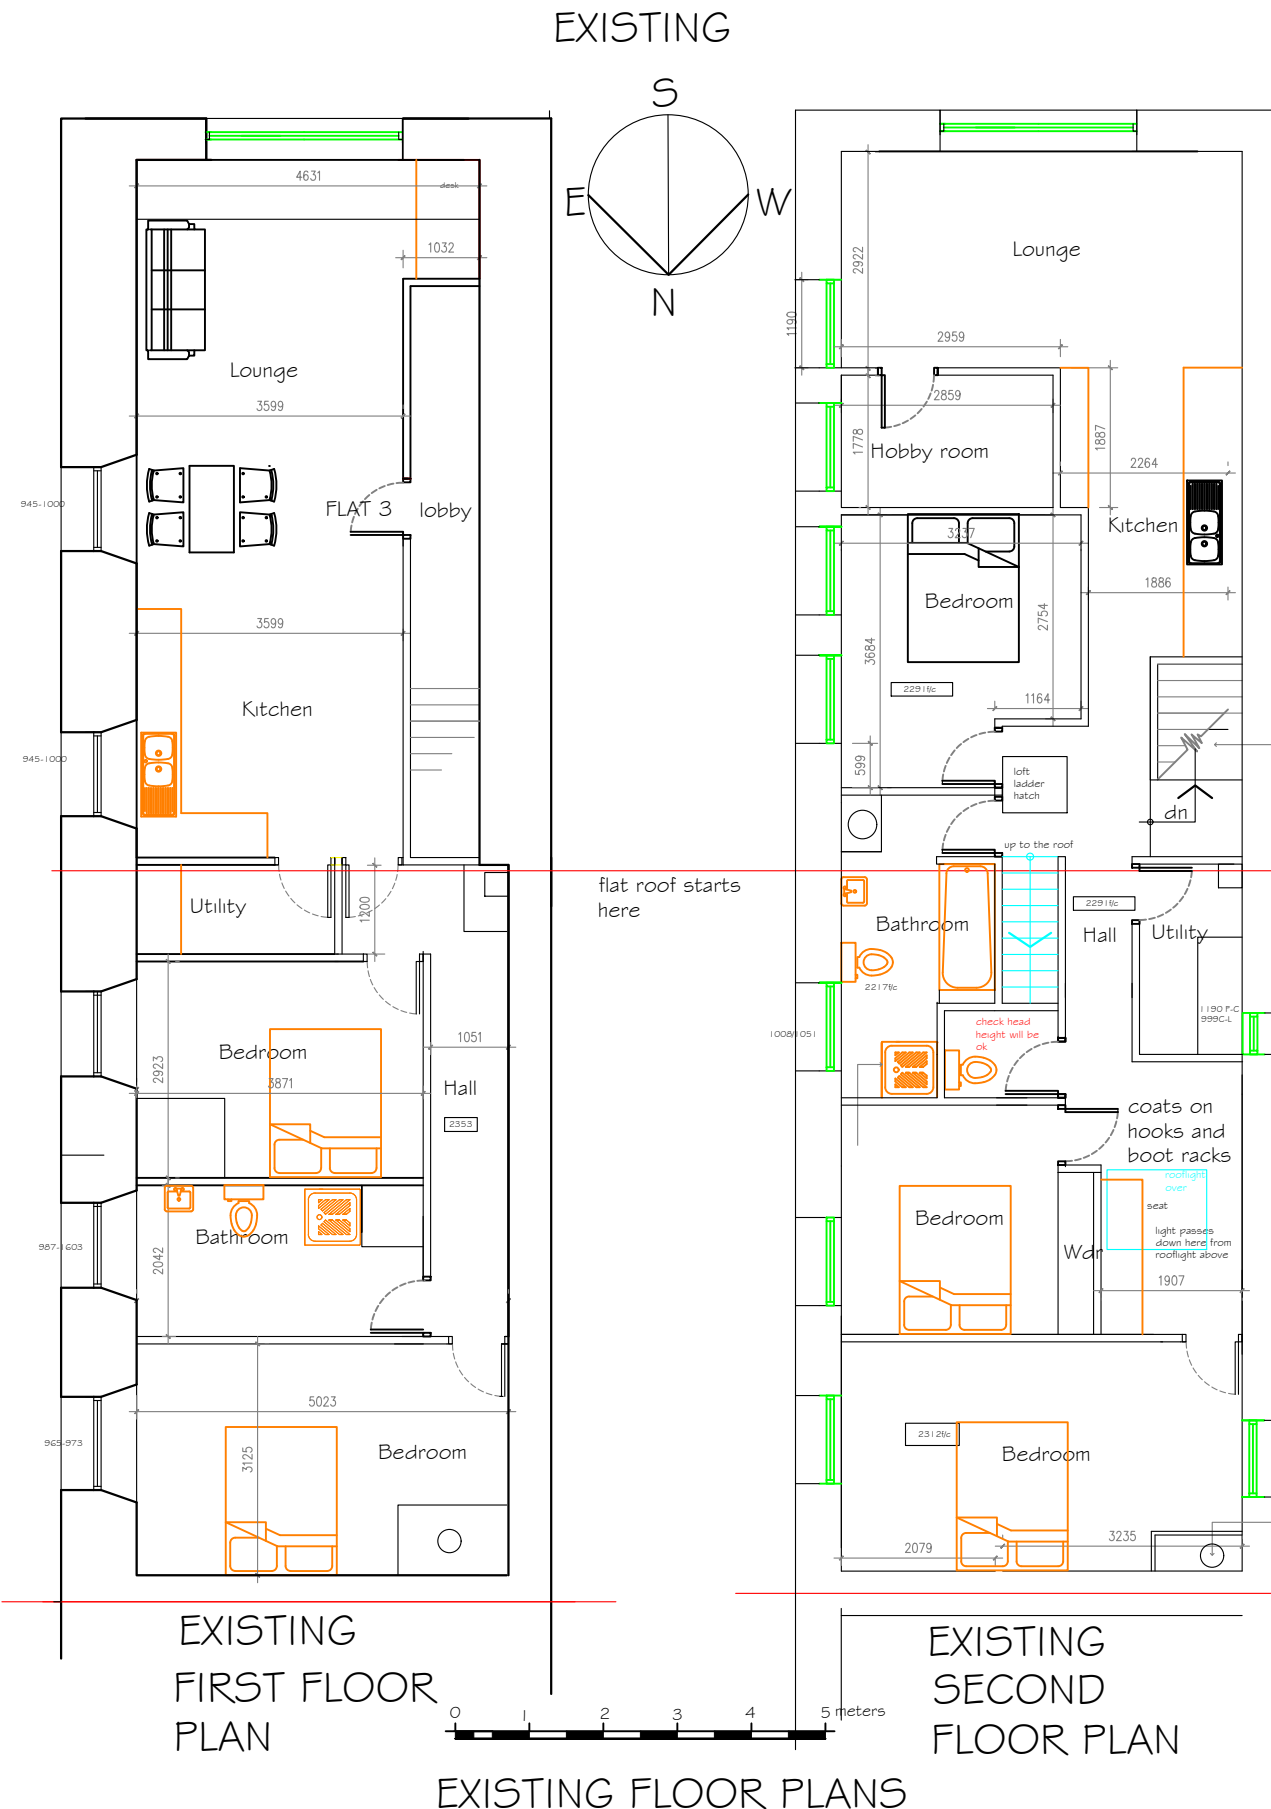 EXISTING
S
E
W
N
4631
desk
1032
Lounge
3599
945-1000
FLAT 3
lobby
3599
Kitchen
945-1000
Utility
1200
flat roof starts
here
Bedroom
2923
3871
1051
Hall
2353
Bathroom
987-1603
2042
5023
3125
965-973
Bedroom
EXISTING
FIRST FLOOR
PLAN
Lounge
2922
1190
2959
2859
1778
Hobby room
1887
2264
Kitchen
3237
Bedroom
2754
1886
3684
2291f/c
1164
599
loft
ladder
hatch
dn
up to the roof
2291f/c
Hall
Utility
Bathroom
2217f/c
1190 F-C
999C-L
1008/1051
check head
height will be
ok
coats on
hooks and
boot racks
rooflight
over
seat
light passes
down here from
rooflight above
Bedroom
Wdr
1907
2312f/c
Bedroom
2079
3235
EXISTING
SECOND
FLOOR PLAN
0 1 2 3 4 5 meters
EXISTING FLOOR PLANS